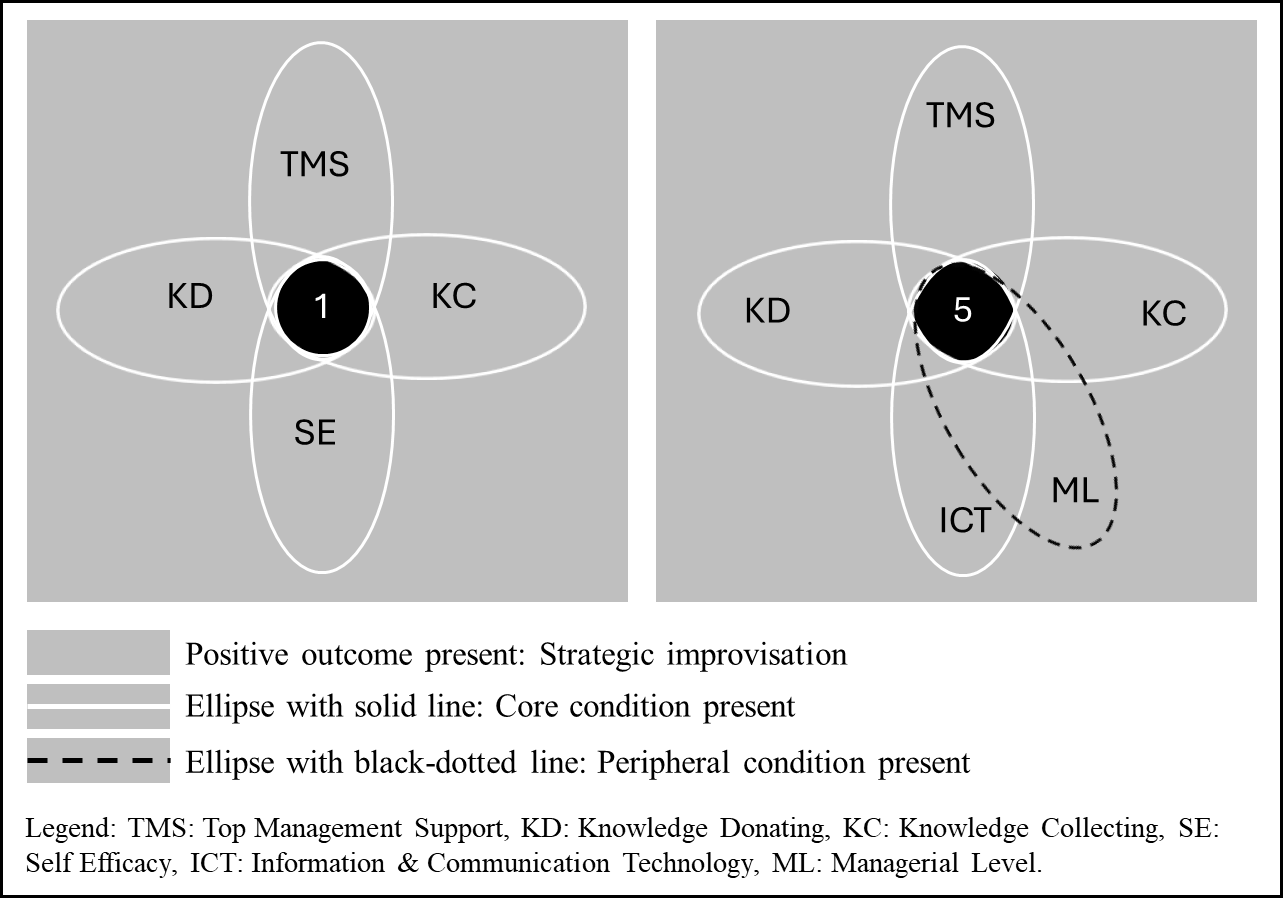 TMS
KD
1
KC
SE
TMS
KD
5
KC
ML
ICT
Positive outcome present: Strategic improvisation
Ellipse with solid line: Core condition present
Ellipse with black-dotted line: Peripheral condition present
Legend: TMS: Top Management Support, KD: Knowledge Donating, KC: Knowledge Collecting, SE:
Self Efficacy, ICT: Information & Communication Technology, ML: Managerial Level.